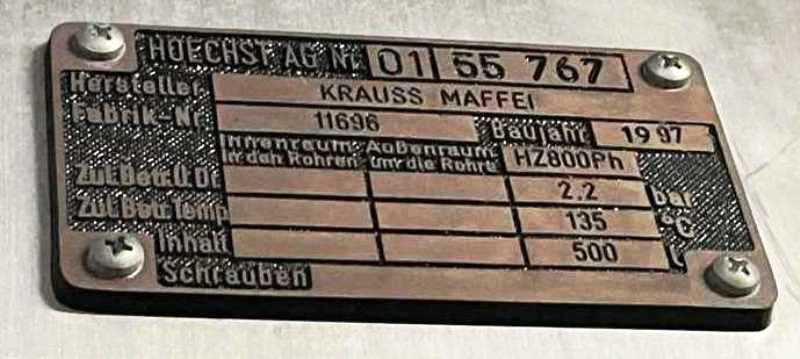 HOECHST AG Nr. 01 55 767
Hersteller KRAUSS MAFFEI
Fabrik-Nr. 11696 Baujahr 1997
Innenraum Außenraum HZ800Ph
in den Rohren um die Rohre
Zul.Betr.Ü.Dr. 2.2 bar
Zul.Betr.Temp. 135 °C
Inhalt 500 L
Schrauben